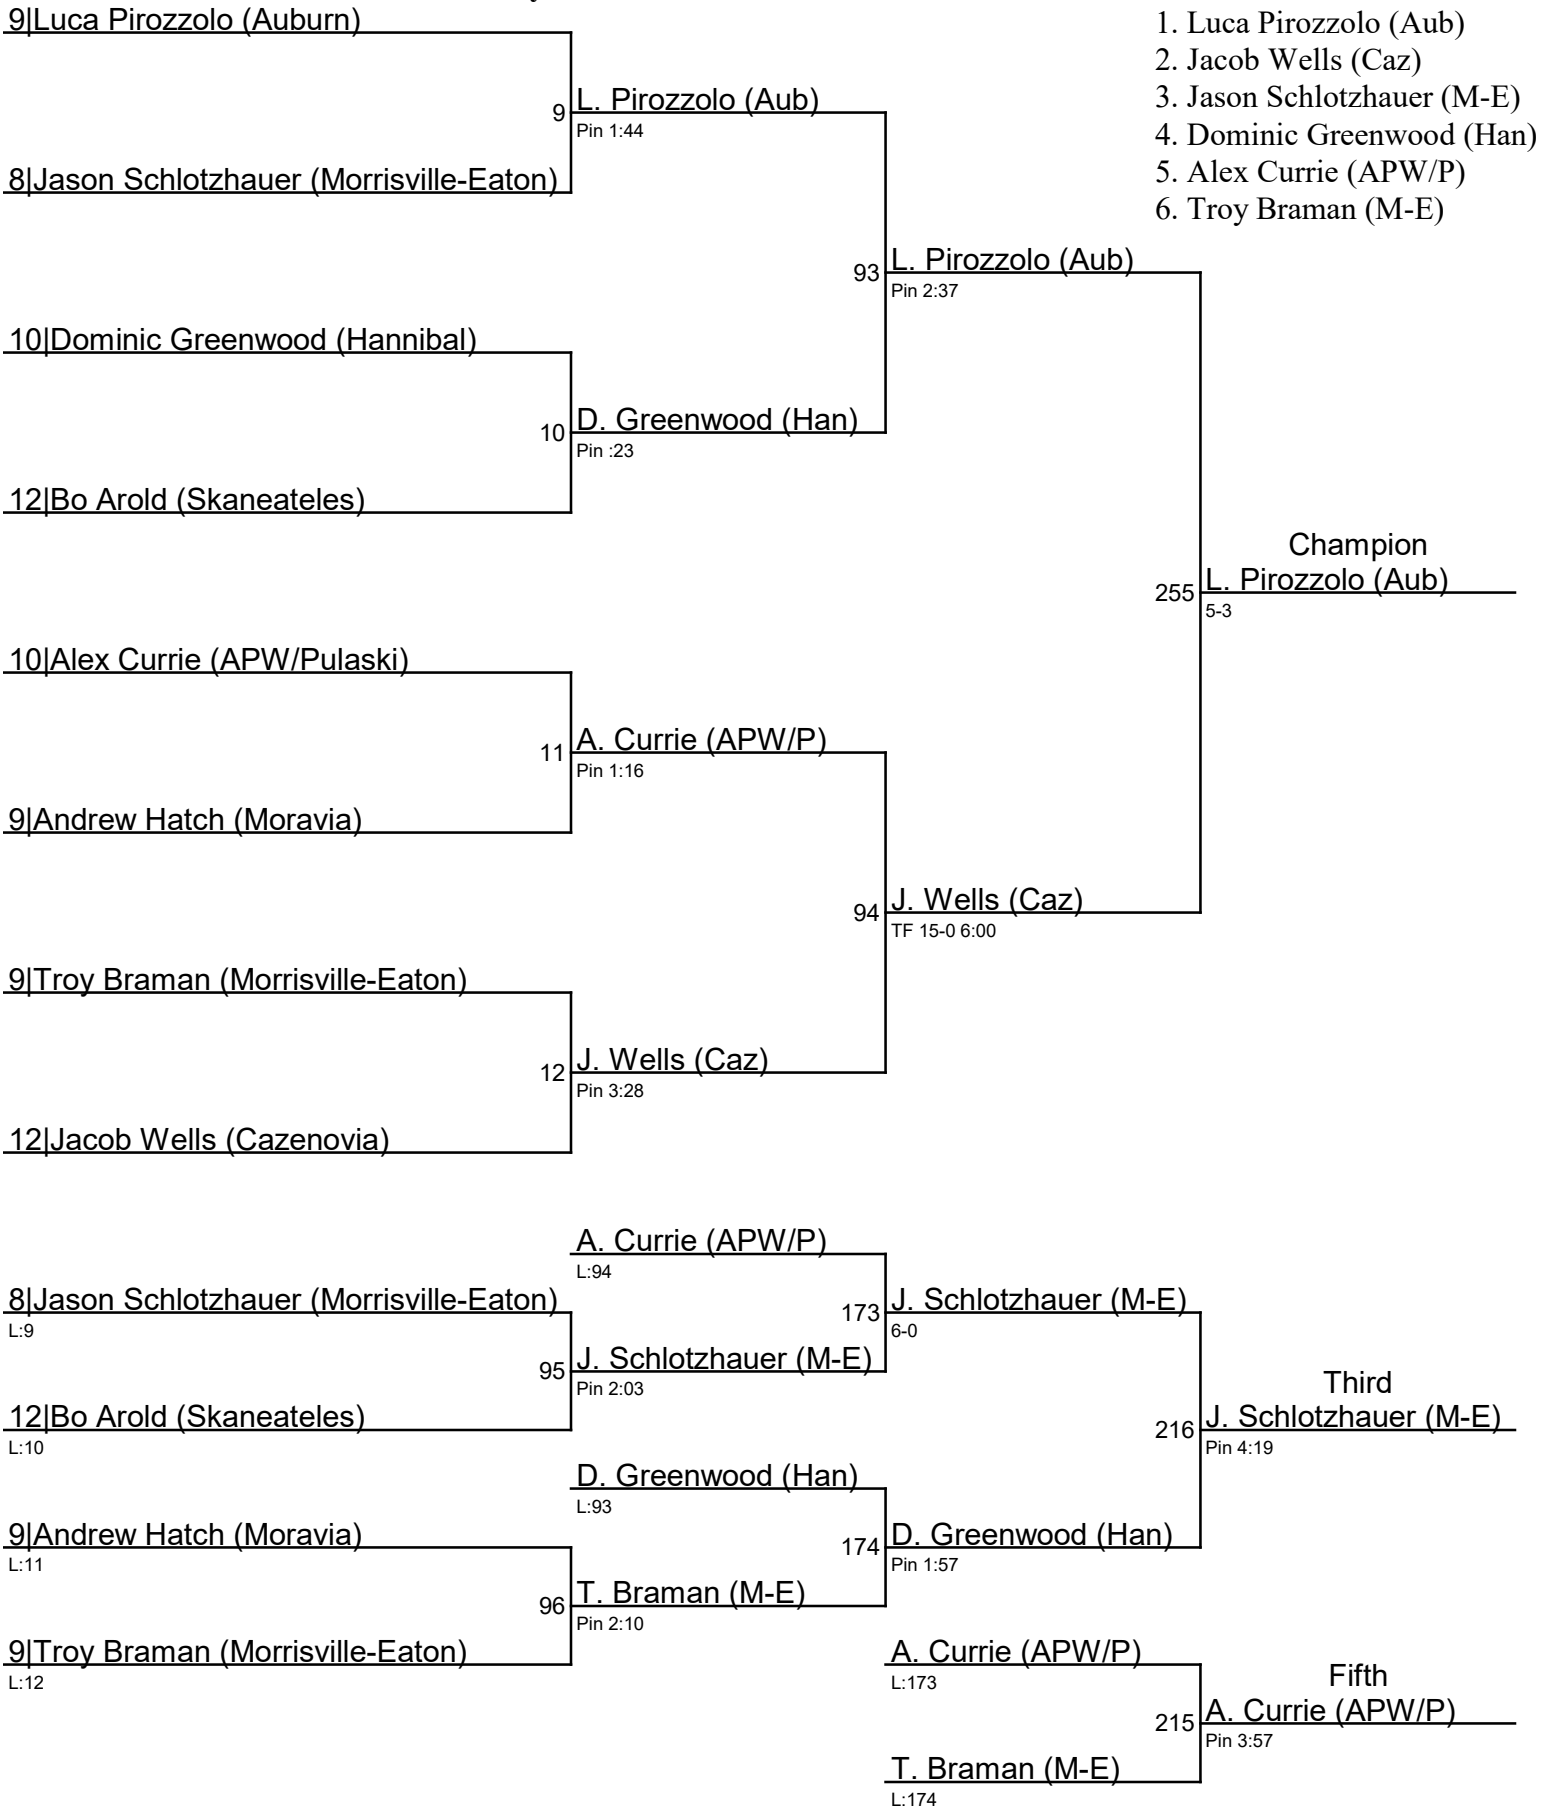 9|Luca Pirozzolo (Auburn)
1. Luca Pirozzolo (Aub)
2. Jacob Wells (Caz)
3. Jason Schlotzhauer (M-E)
4. Dominic Greenwood (Han)
5. Alex Currie (APW/P)
6. Troy Braman (M-E)
9 L. Pirozzolo (Aub)
Pin 1:44
8|Jason Schlotzhauer (Morrisville-Eaton)
93 L. Pirozzolo (Aub)
Pin 2:37
10|Dominic Greenwood (Hannibal)
10 D. Greenwood (Han)
Pin :23
12|Bo Arold (Skaneateles)
Champion
255 L. Pirozzolo (Aub)
5-3
10|Alex Currie (APW/Pulaski)
11 A. Currie (APW/P)
Pin 1:16
9|Andrew Hatch (Moravia)
94 J. Wells (Caz)
TF 15-0 6:00
9|Troy Braman (Morrisville-Eaton)
12 J. Wells (Caz)
Pin 3:28
12|Jacob Wells (Cazenovia)
A. Currie (APW/P)
L:94
8|Jason Schlotzhauer (Morrisville-Eaton)
L:9
173 J. Schlotzhauer (M-E)
6-0
95 J. Schlotzhauer (M-E)
Pin 2:03
12|Bo Arold (Skaneateles)
L:10
Third
216 J. Schlotzhauer (M-E)
Pin 4:19
D. Greenwood (Han)
L:93
9|Andrew Hatch (Moravia)
L:11
174 D. Greenwood (Han)
Pin 1:57
96 T. Braman (M-E)
Pin 2:10
9|Troy Braman (Morrisville-Eaton)
L:12
A. Currie (APW/P)
L:173
Fifth
215 A. Currie (APW/P)
Pin 3:57
T. Braman (M-E)
L:174